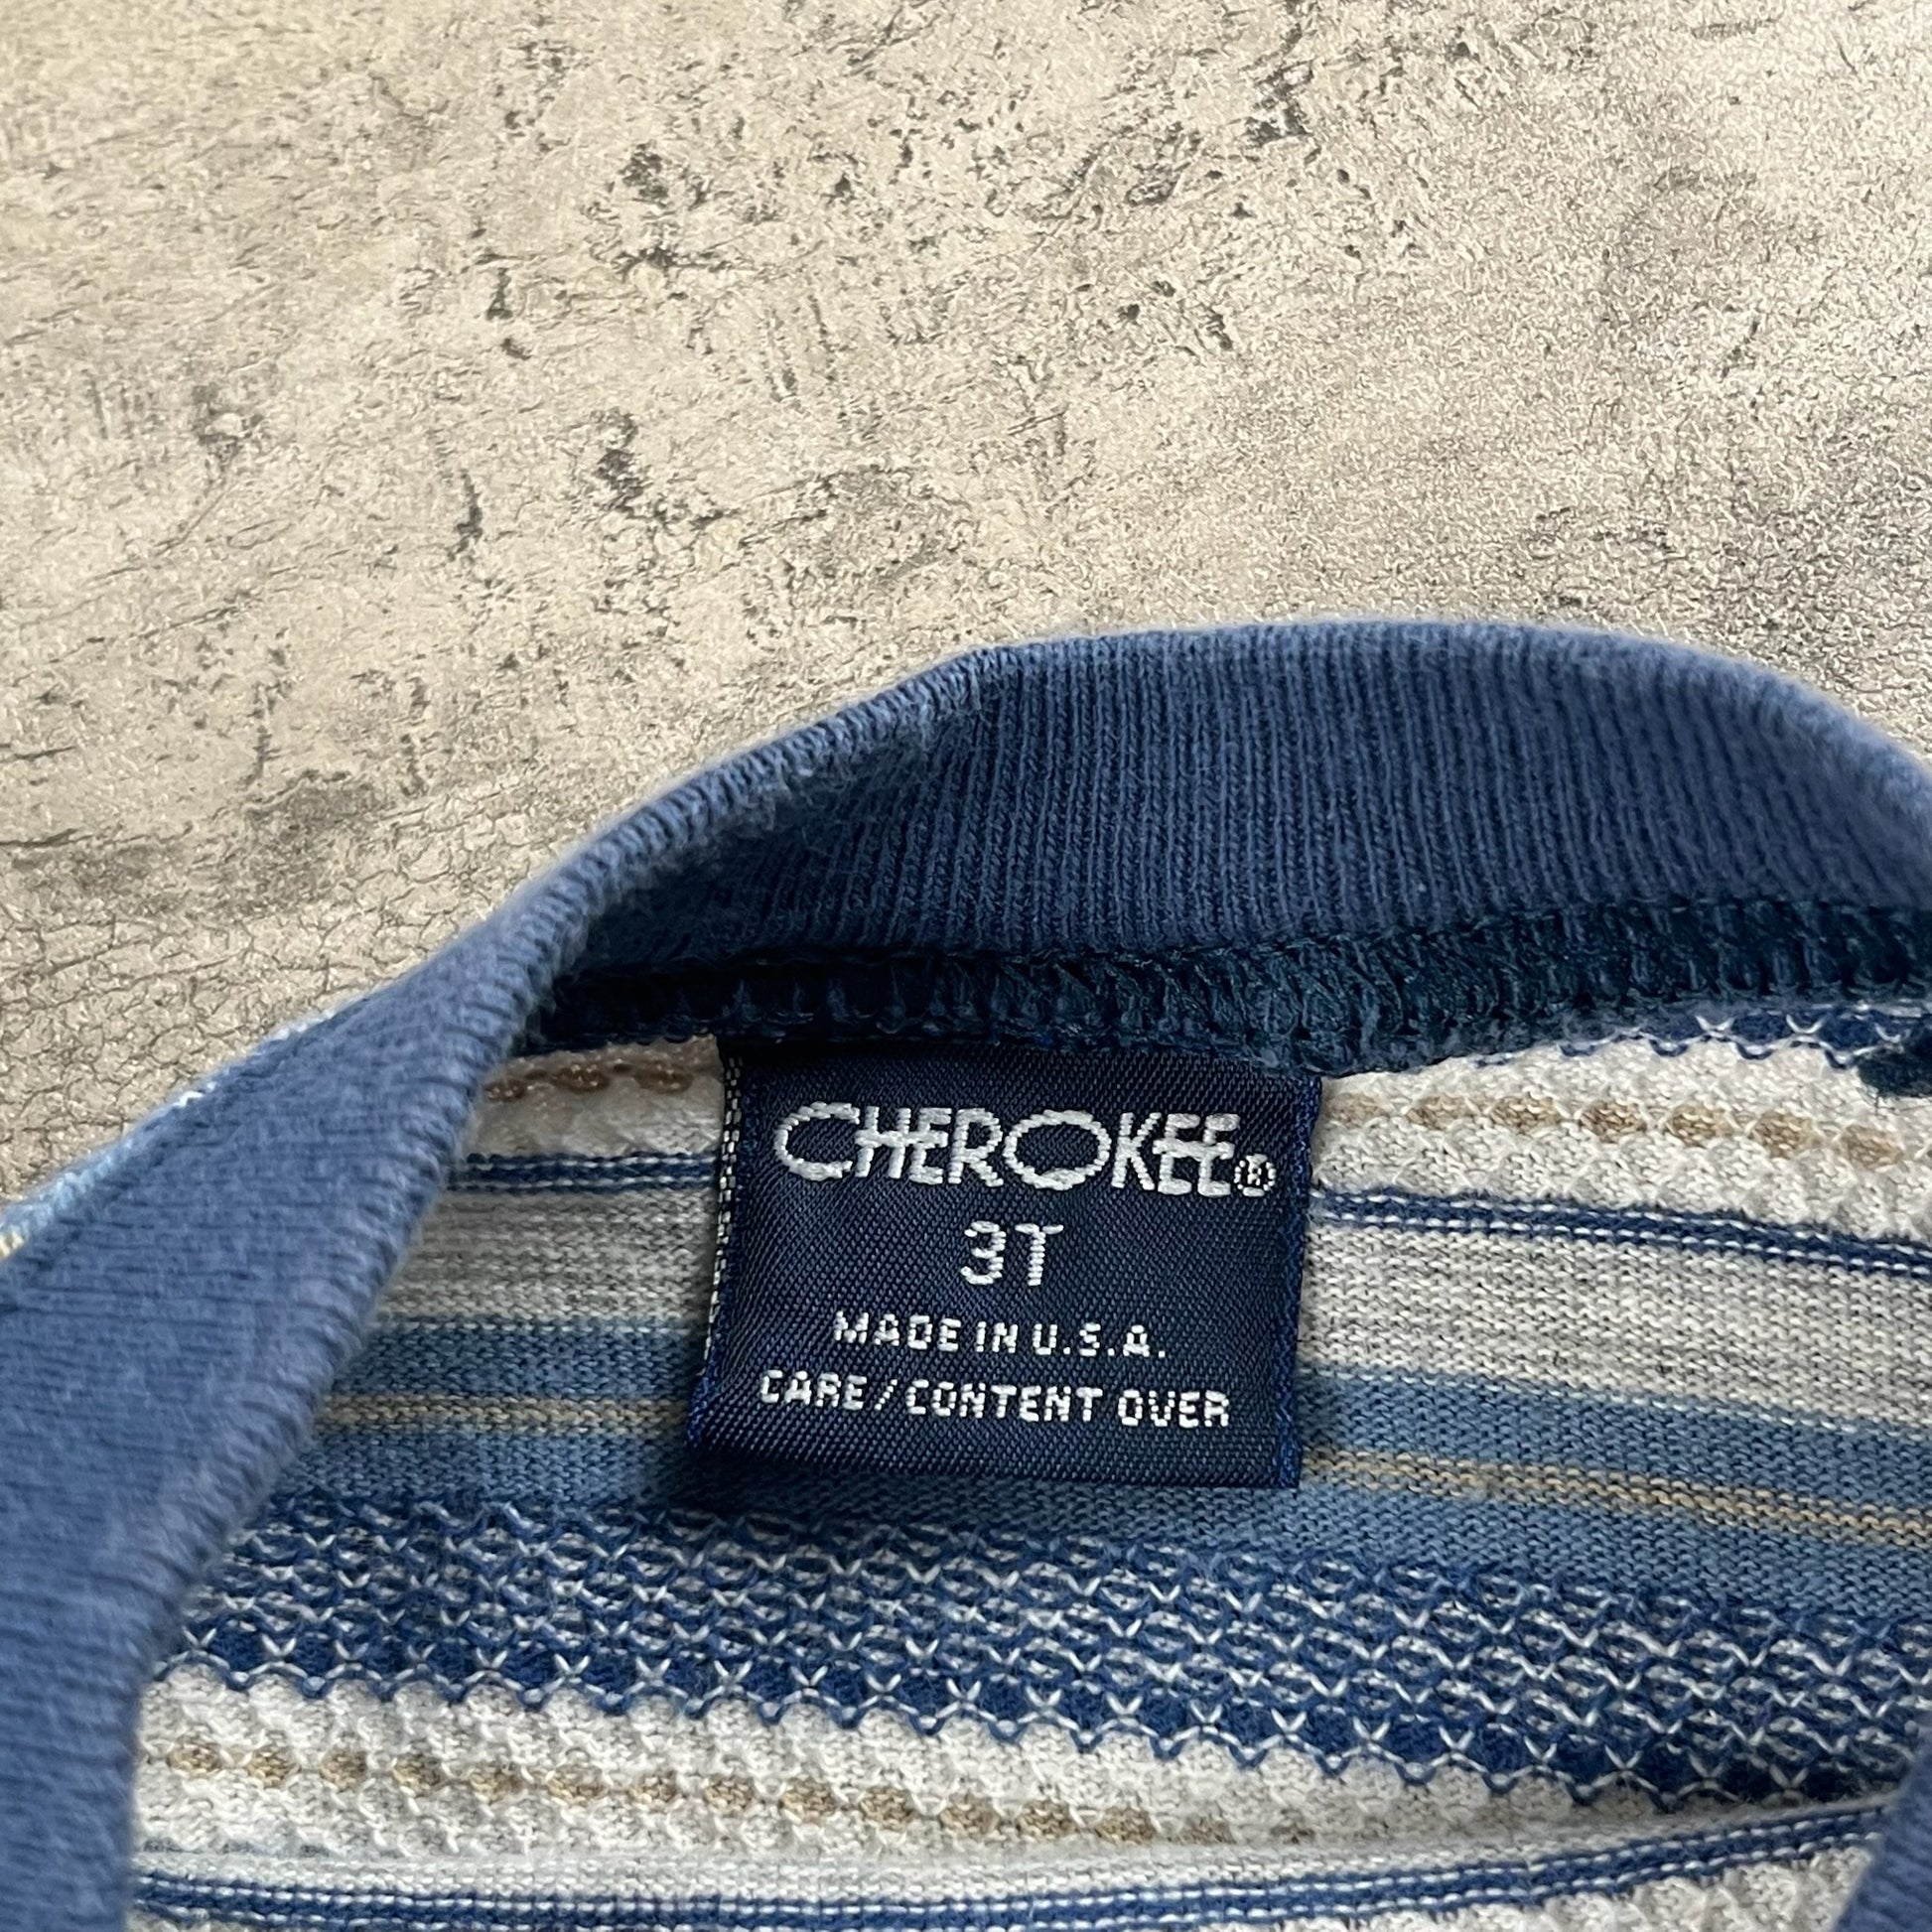 CHEROKEE®
3T
MADE IN U.S.A.
CARE/CONTENT OVER